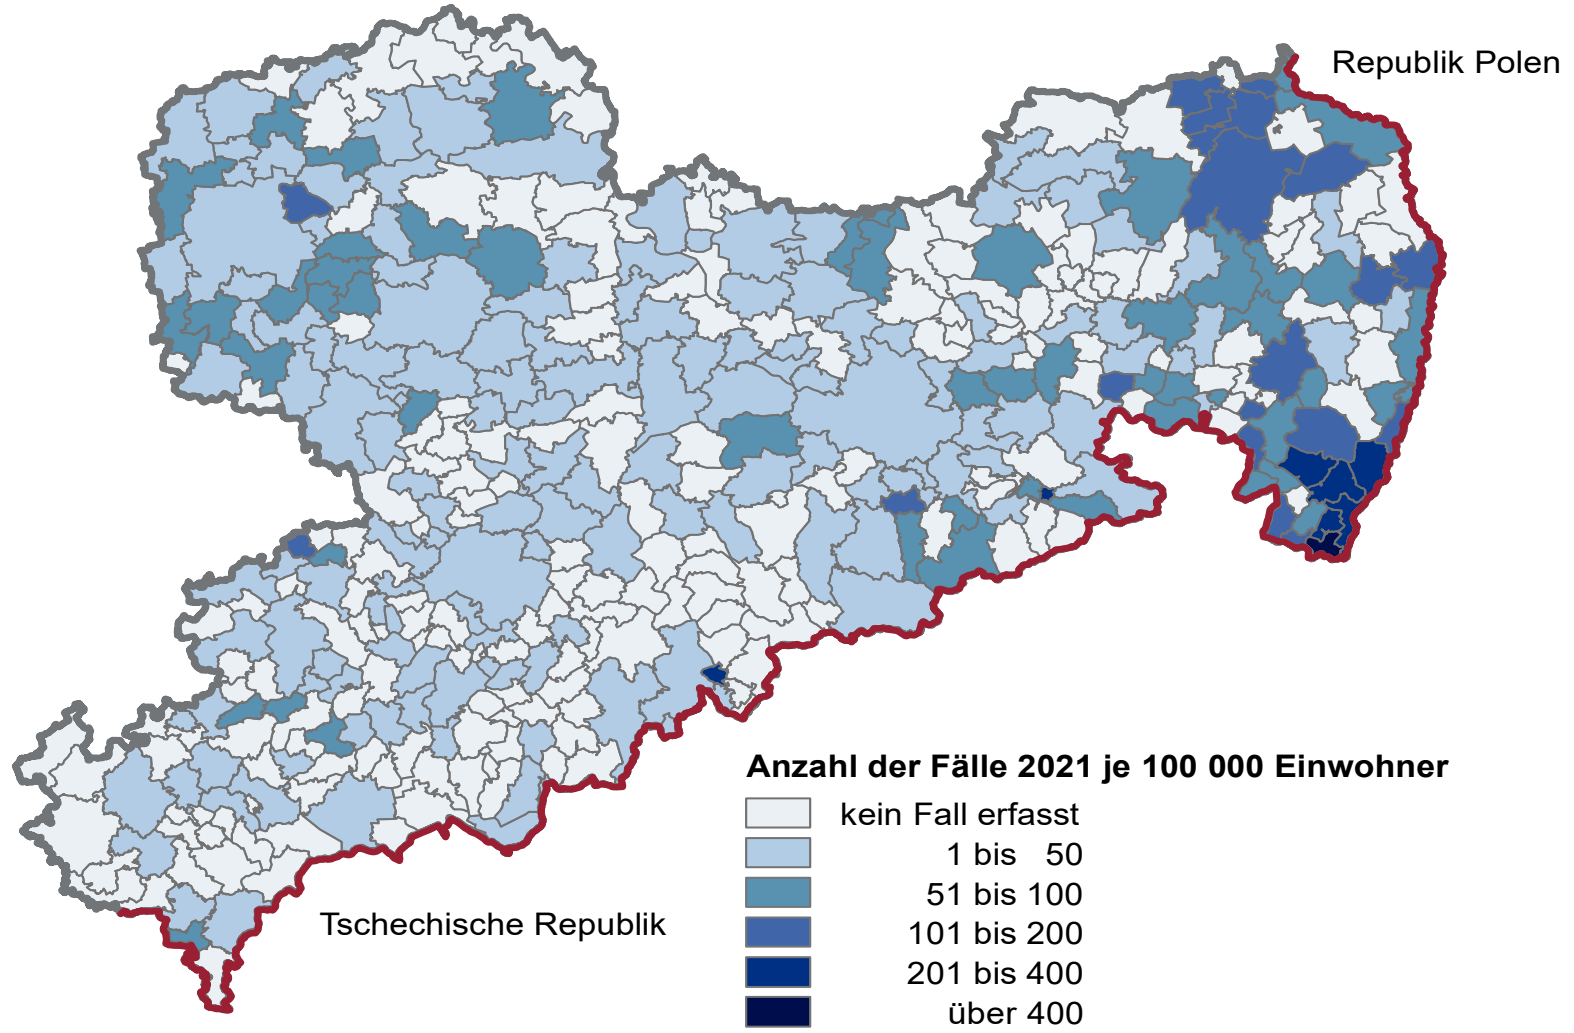 Republik Polen
Anzahl der Fälle 2021 je 100 000 Einwohner
kein Fall erfasst
1 bis 50
51 bis 100
101 bis 200
201 bis 400
über 400
Tschechische Republik